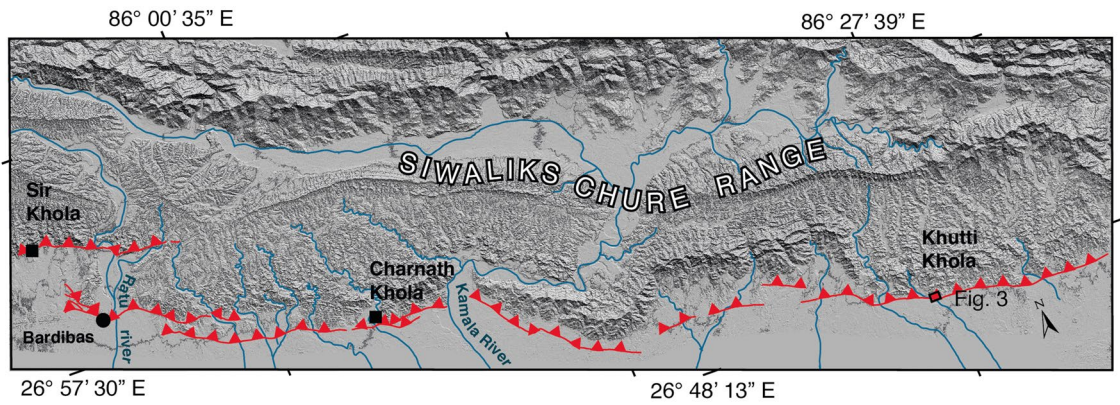 86° 00' 35" E
86° 27' 39" E
SIWALIKS CHURE RANGE
Sir
Khola
Khutti
Khola
Charnath
Khola
Ratu river
Kamala River
Fig. 3
N
Bardibas
26° 57' 30" E
26° 48' 13" E